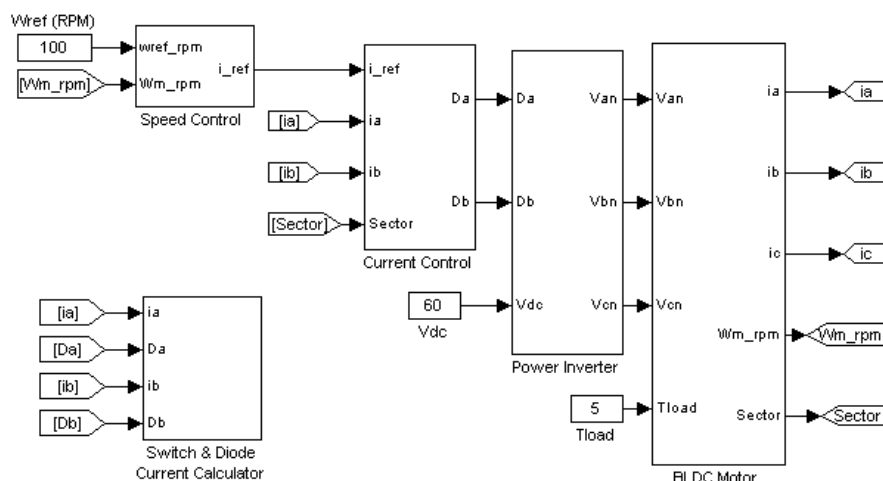 Wref (RPM)
100
[Wm_rpm]
wref_rpm
Wm_rpm
i_ref
Speed Control
[ia]
[ib]
[Sector]
i_ref
ia
ib
Sector
Da
Db
Current Control
60
Vdc
Da
Db
Vdc
Van
Vbn
Vcn
Power Inverter
5
Tload
Van
Vbn
Vcn
Tload
ia
ib
ic
Wm_rpm
Sector
BLDC Motor
ia
ib
ic
Wm_rpm
Sector
[ia]
[Da]
[ib]
[Db]
ia
Da
ib
Db
Switch & Diode
Current Calculator